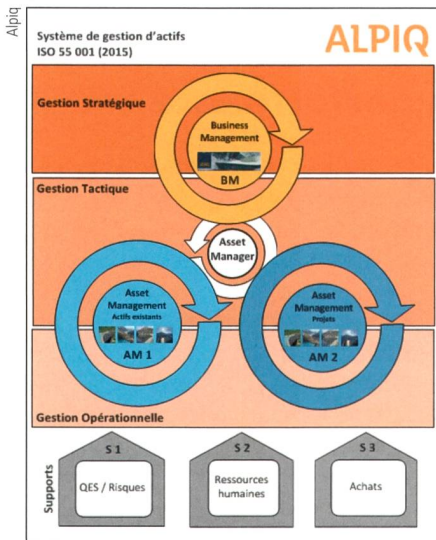 Alpiq
Système de gestion d'actifs
ISO 55 001 (2015)
ALPIQ
Gestion Stratégique
Business
Management
BM
Gestion Tactique
Asset
Manager
Asset
Management
Actifs existants
AM 1
Asset
Management
Projets
AM 2
Gestion Opérationnelle
Supports
S 1
QES / Risques
S 2
Ressources
humaines
S 3
Achats